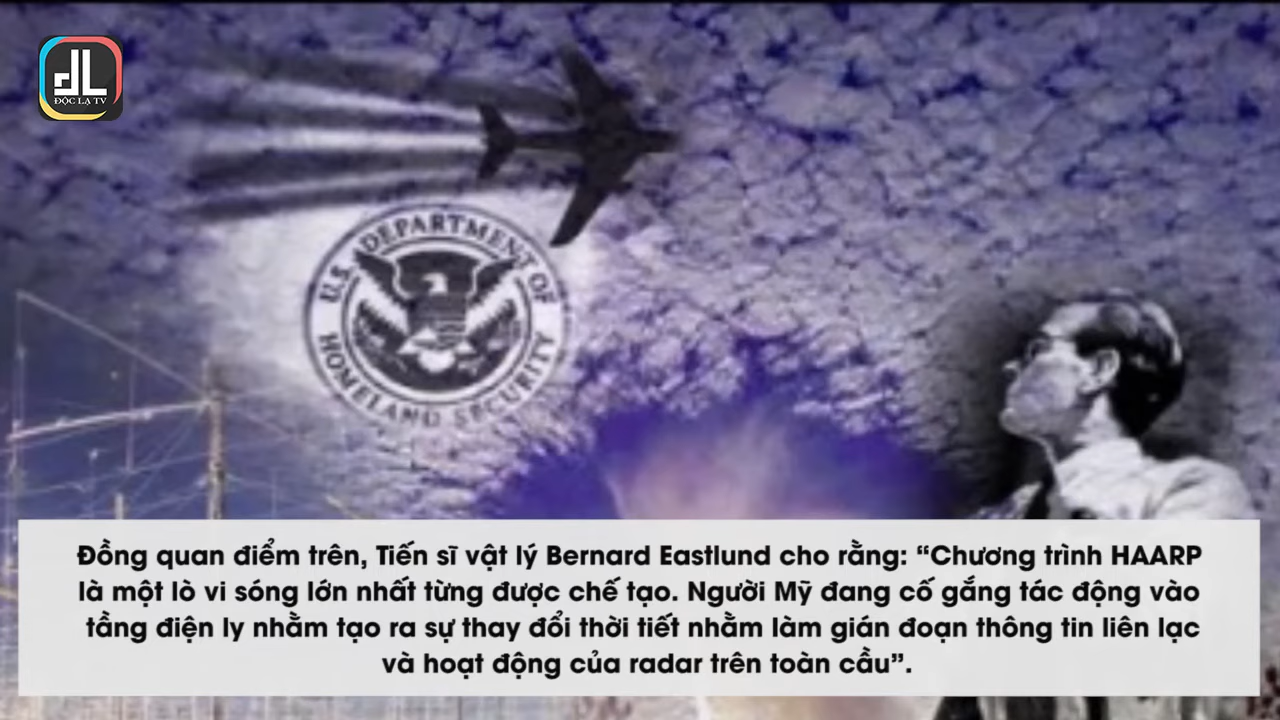 ĐỘC LẠ TV
U.S. DEPARTMENT OF
HOMELAND SECURITY
Đồng quan điểm trên, Tiến sĩ vật lý Bernard Eastlund cho rằng: “Chương trình HAARP
là một lò vi sóng lớn nhất từng được chế tạo. Người Mỹ đang cố gắng tác động vào
tầng điện ly nhằm tạo ra sự thay đổi thời tiết nhằm làm gián đoạn thông tin liên lạc
và hoạt động của radar trên toàn cầu”.